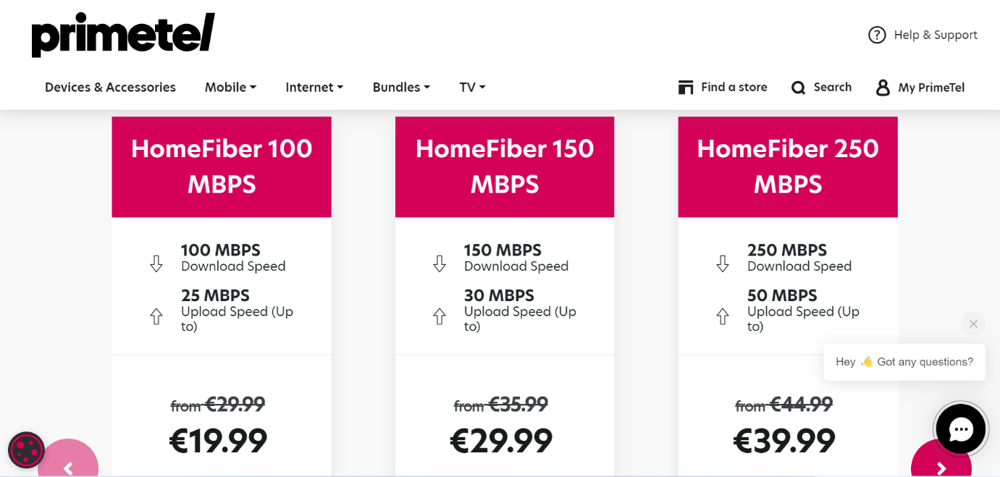 primetel
Help & Support
Devices & Accessories Mobile Internet Bundles TV Find a store Search My PrimeTel
HomeFiber 100
MBPS
100 MBPS
Download Speed
25 MBPS
Upload Speed (Up
to)
from €29.99
€19.99
HomeFiber 150
MBPS
150 MBPS
Download Speed
30 MBPS
Upload Speed (Up
to)
from €35.99
€29.99
HomeFiber 250
MBPS
250 MBPS
Download Speed
50 MBPS
Upload Speed (Up
to)
from €44.99
€39.99
Hey 👋 Got any questions?